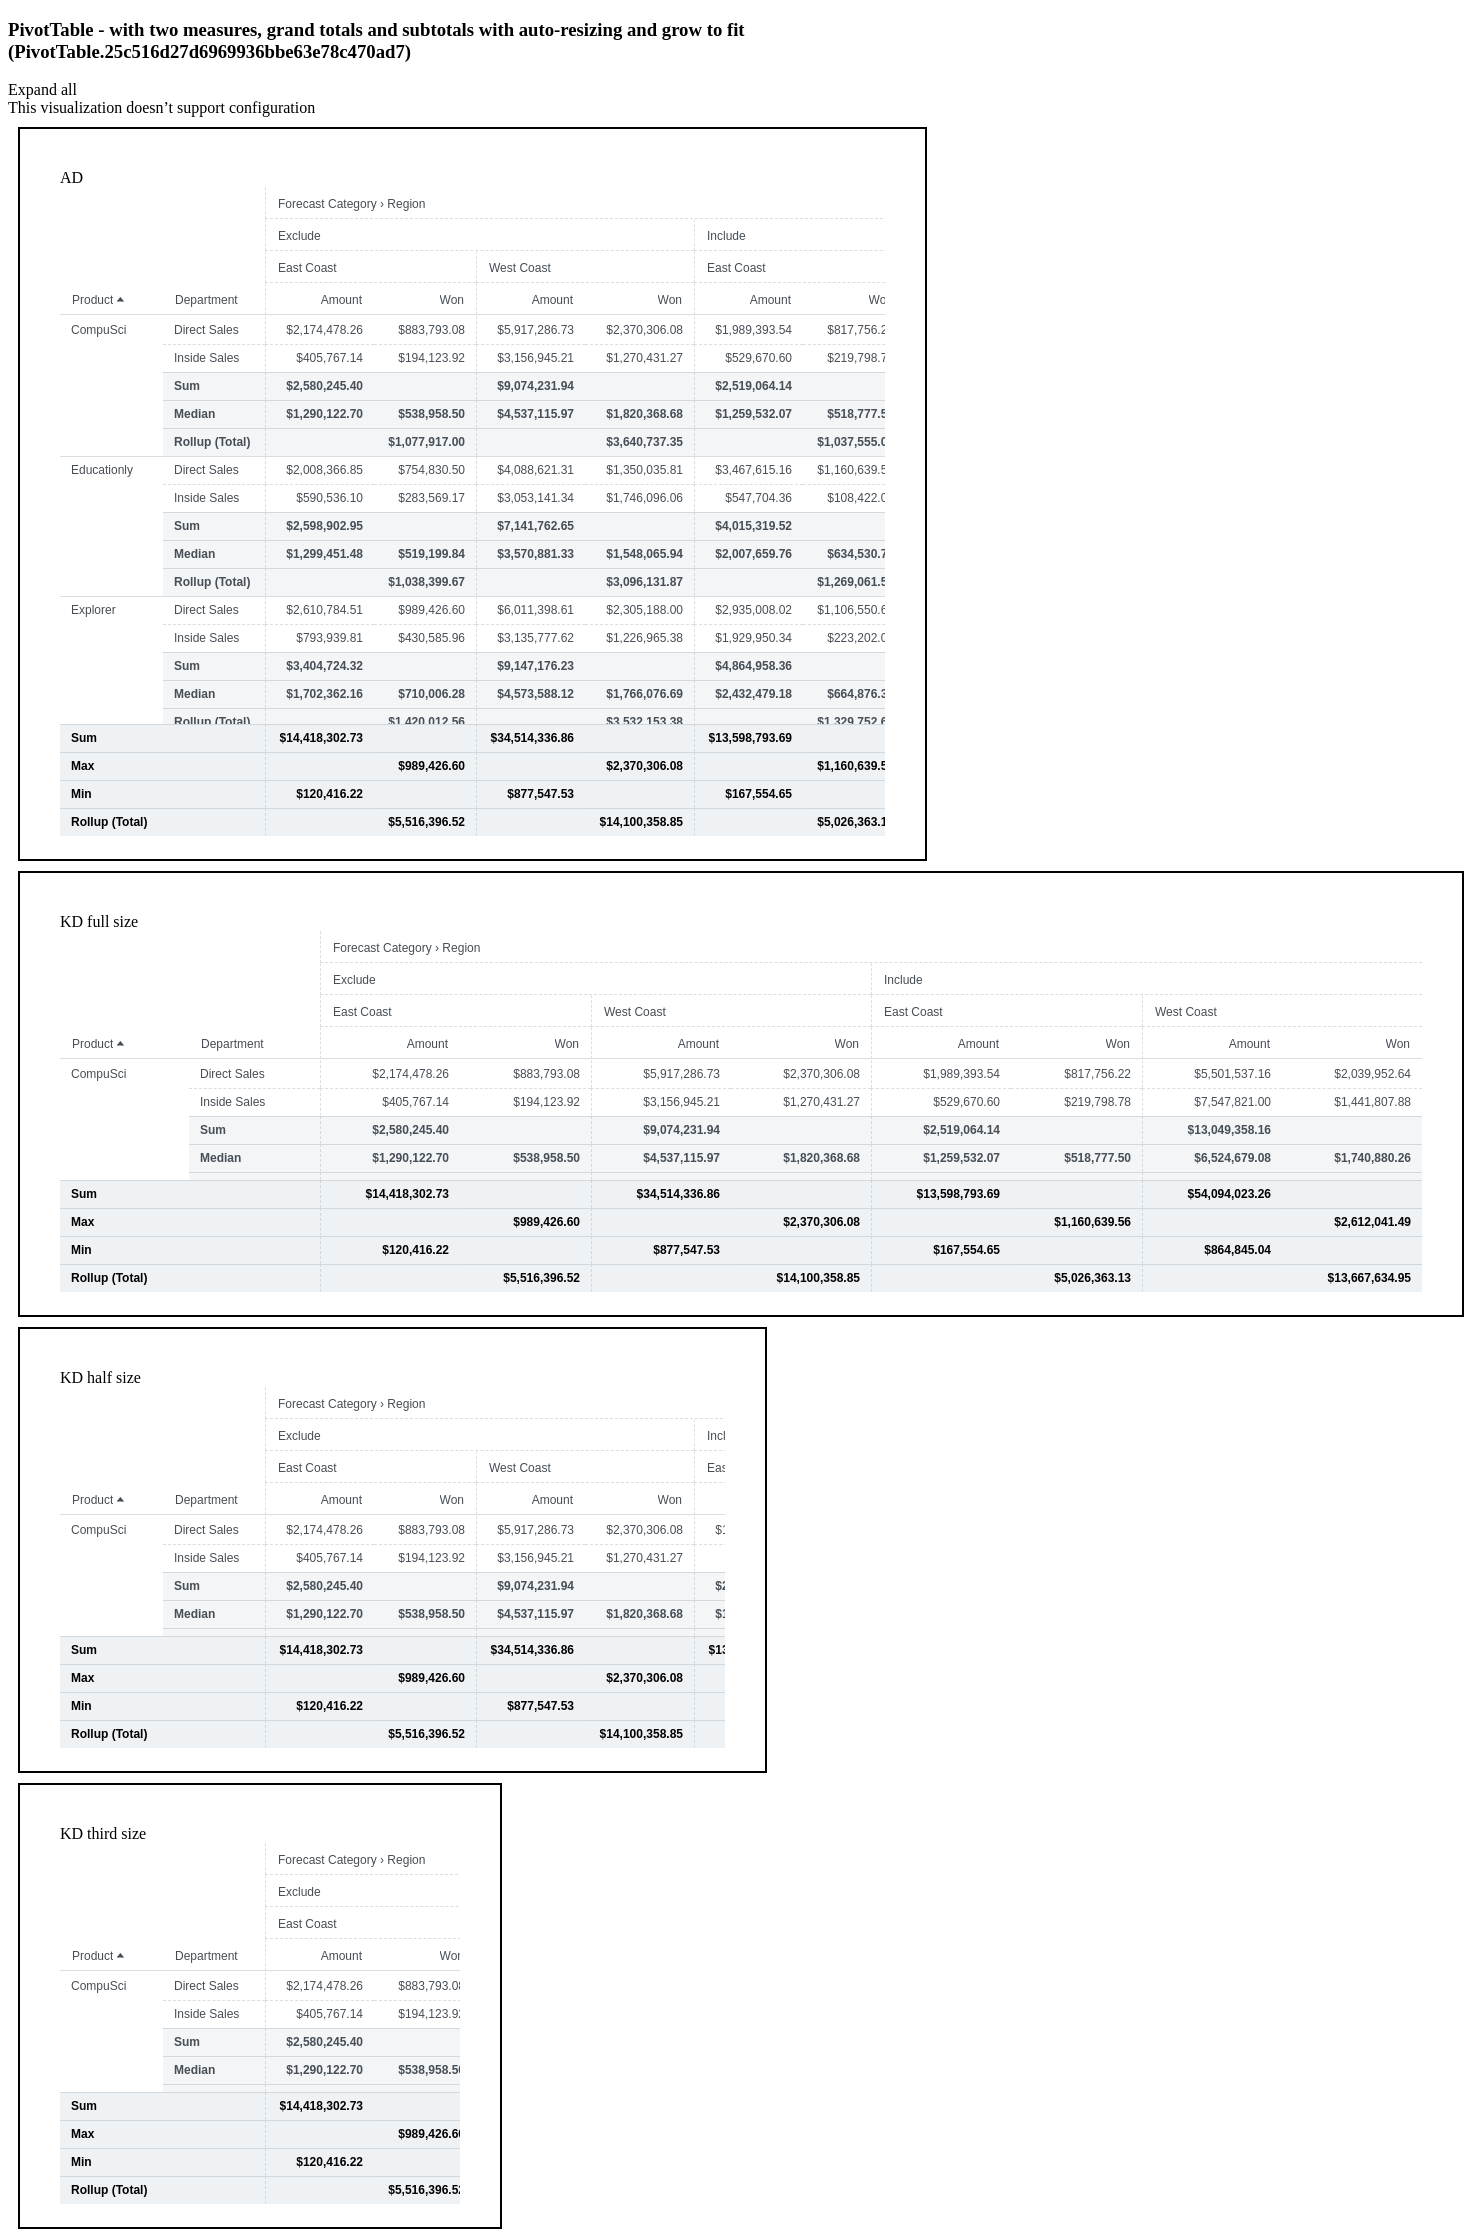 PivotTable - with two measures, grand totals and subtotals with auto-resizing and grow to fit
(PivotTable.25c516d27d6969936bbe63e78c470ad7)
Expand all
This visualization doesn’t support configuration
AD
Forecast Category › Region
Exclude Include
East Coast West Coast East Coast
Product Department Amount Won Amount Won Amount
CompuSci Direct Sales $2,174,478.26 $883,793.08 $5,917,286.73 $2,370,306.08 $1,989,393.54 $817,756.2
Inside Sales $405,767.14 $194,123.92 $3,156,945.21 $1,270,431.27 $529,670.60 $219,798.7
Sum $2,580,245.40 $9,074,231.94 $2,519,064.14
Median $1,290,122.70 $538,958.50 $4,537,115.97 $1,820,368.68 $1,259,532.07 $518,777.5
Rollup (Total) $1,077,917.00 $3,640,737.35 $1,037,555.0
Educationly Direct Sales $2,008,366.85 $754,830.50 $4,088,621.31 $1,350,035.81 $3,467,615.16 $1,160,639.5
Inside Sales $590,536.10 $283,569.17 $3,053,141.34 $1,746,096.06 $547,704.36 $108,422.0
Sum $2,598,902.95 $7,141,762.65 $4,015,319.52
Median $1,299,451.48 $519,199.84 $3,570,881.33 $1,548,065.94 $2,007,659.76 $634,530.7
Rollup (Total) $1,038,399.67 $3,096,131.87 $1,269,061.5
Explorer Direct Sales $2,610,784.51 $989,426.60 $6,011,398.61 $2,305,188.00 $2,935,008.02 $1,106,550.6
Inside Sales $793,939.81 $430,585.96 $3,135,777.62 $1,226,965.38 $1,929,950.34 $223,202.0
Sum $3,404,724.32 $9,147,176.23 $4,864,958.36
Median $1,702,362.16 $710,006.28 $4,573,588.12 $1,766,076.69 $2,432,479.18 $664,876.3
Rollup (Total) $1,420,012.56 $3,532,153.38 $1,329,752.6
Sum $14,418,302.73 $34,514,336.86 $13,598,793.69
Max $989,426.60 $2,370,306.08 $1,160,639.5
Min $120,416.22 $877,547.53 $167,554.65
Rollup (Total) $5,516,396.52 $14,100,358.85 $5,026,363.1
KD full size
Forecast Category › Region
Exclude Include
East Coast West Coast East Coast West Coast
Product Department Amount Won Amount Won Amount Won Amount Won
CompuSci Direct Sales $2,174,478.26 $883,793.08 $5,917,286.73 $2,370,306.08 $1,989,393.54 $817,756.22 $5,501,537.16 $2,039,952.64
Inside Sales $405,767.14 $194,123.92 $3,156,945.21 $1,270,431.27 $529,670.60 $219,798.78 $7,547,821.00 $1,441,807.88
Sum $2,580,245.40 $9,074,231.94 $2,519,064.14 $13,049,358.16
Median $1,290,122.70 $538,958.50 $4,537,115.97 $1,820,368.68 $1,259,532.07 $518,777.50 $6,524,679.08 $1,740,880.26
Sum $14,418,302.73 $34,514,336.86 $13,598,793.69 $54,094,023.26
Max $989,426.60 $2,370,306.08 $1,160,639.56 $2,612,041.49
Min $120,416.22 $877,547.53 $167,554.65 $864,845.04
Rollup (Total) $5,516,396.52 $14,100,358.85 $5,026,363.13 $13,667,634.95
KD half size
Forecast Category › Region
Exclude Incl
East Coast West Coast Eas
Product Department Amount Won Amount Won
CompuSci Direct Sales $2,174,478.26 $883,793.08 $5,917,286.73 $2,370,306.08 $1
Inside Sales $405,767.14 $194,123.92 $3,156,945.21 $1,270,431.27
Sum $2,580,245.40 $9,074,231.94 $2
Median $1,290,122.70 $538,958.50 $4,537,115.97 $1,820,368.68 $1
Sum $14,418,302.73 $34,514,336.86 $13
Max $989,426.60 $2,370,306.08
Min $120,416.22 $877,547.53
Rollup (Total) $5,516,396.52 $14,100,358.85
KD third size
Forecast Category › Region
Exclude
East Coast
Product Department Amount Won
CompuSci Direct Sales $2,174,478.26 $883,793.08
Inside Sales $405,767.14 $194,123.92
Sum $2,580,245.40
Median $1,290,122.70 $538,958.50
Sum $14,418,302.73
Max $989,426.60
Min $120,416.22
Rollup (Total) $5,516,396.52